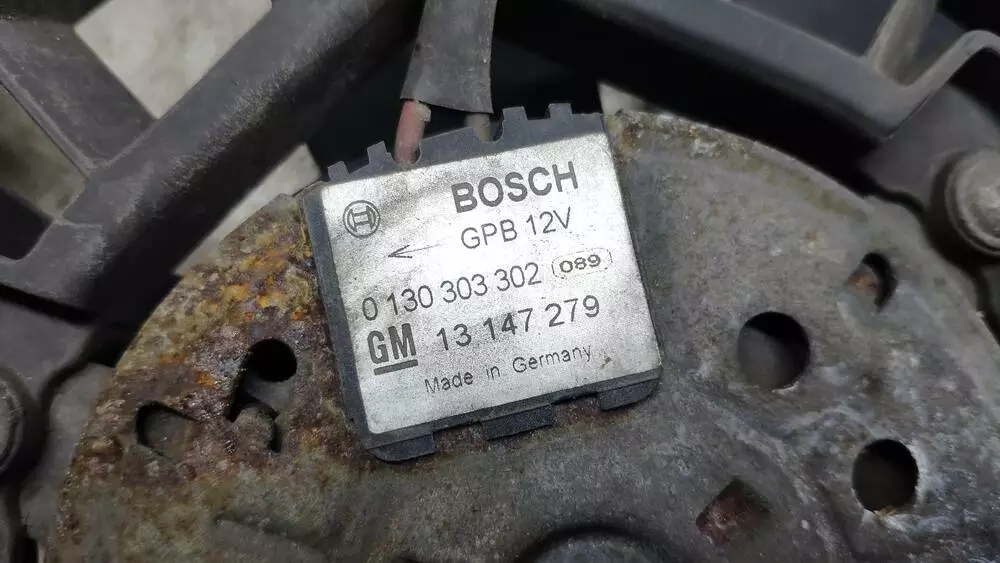 BOSCH
GPB 12V
0 130 303 302 089
GM 13 147 279
Made in Germany